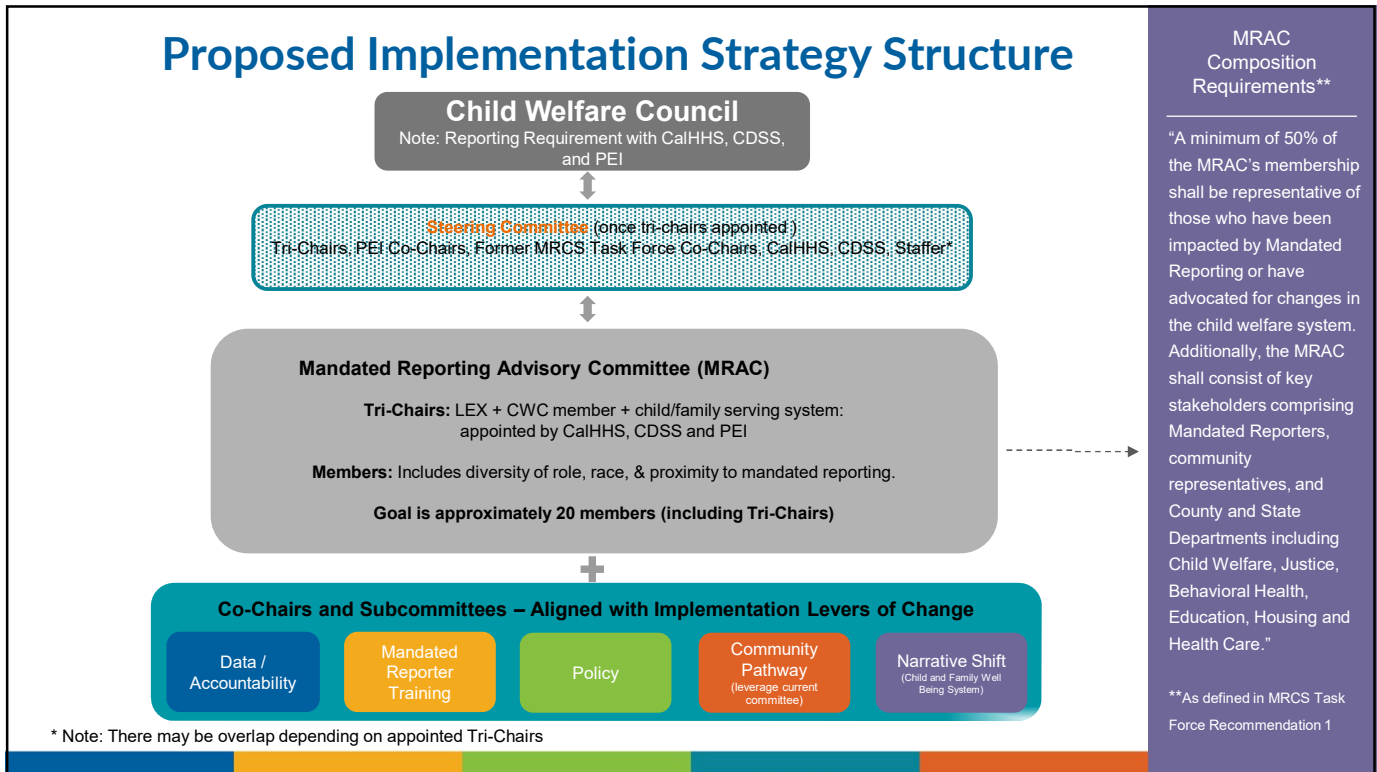 Proposed Implementation Strategy Structure
Child Welfare Council
Note: Reporting Requirement with CalHHS, CDSS,
and PEI
Steering Committee (once tri-chairs appointed )
Tri-Chairs, PEI Co-Chairs, Former MRCS Task Force Co-Chairs, CalHHS, CDSS, Staffer*
Mandated Reporting Advisory Committee (MRAC)
Tri-Chairs: LEX + CWC member + child/family serving system:
appointed by CalHHS, CDSS and PEI
Members: Includes diversity of role, race, & proximity to mandated reporting.
Goal is approximately 20 members (including Tri-Chairs)
Co-Chairs and Subcommittees – Aligned with Implementation Levers of Change
Data /
Accountability
Mandated
Reporter
Training
Policy
Community
Pathway
(leverage current
committee)
Narrative Shift
(Child and Family Well
Being System)
* Note: There may be overlap depending on appointed Tri-Chairs
MRAC
Composition
Requirements**
“A minimum of 50% of
the MRAC’s membership
shall be representative of
those who have been
impacted by Mandated
Reporting or have
advocated for changes in
the child welfare system.
Additionally, the MRAC
shall consist of key
stakeholders comprising
Mandated Reporters,
community
representatives, and
County and State
Departments including
Child Welfare, Justice,
Behavioral Health,
Education, Housing and
Health Care.”
**As defined in MRCS Task
Force Recommendation 1